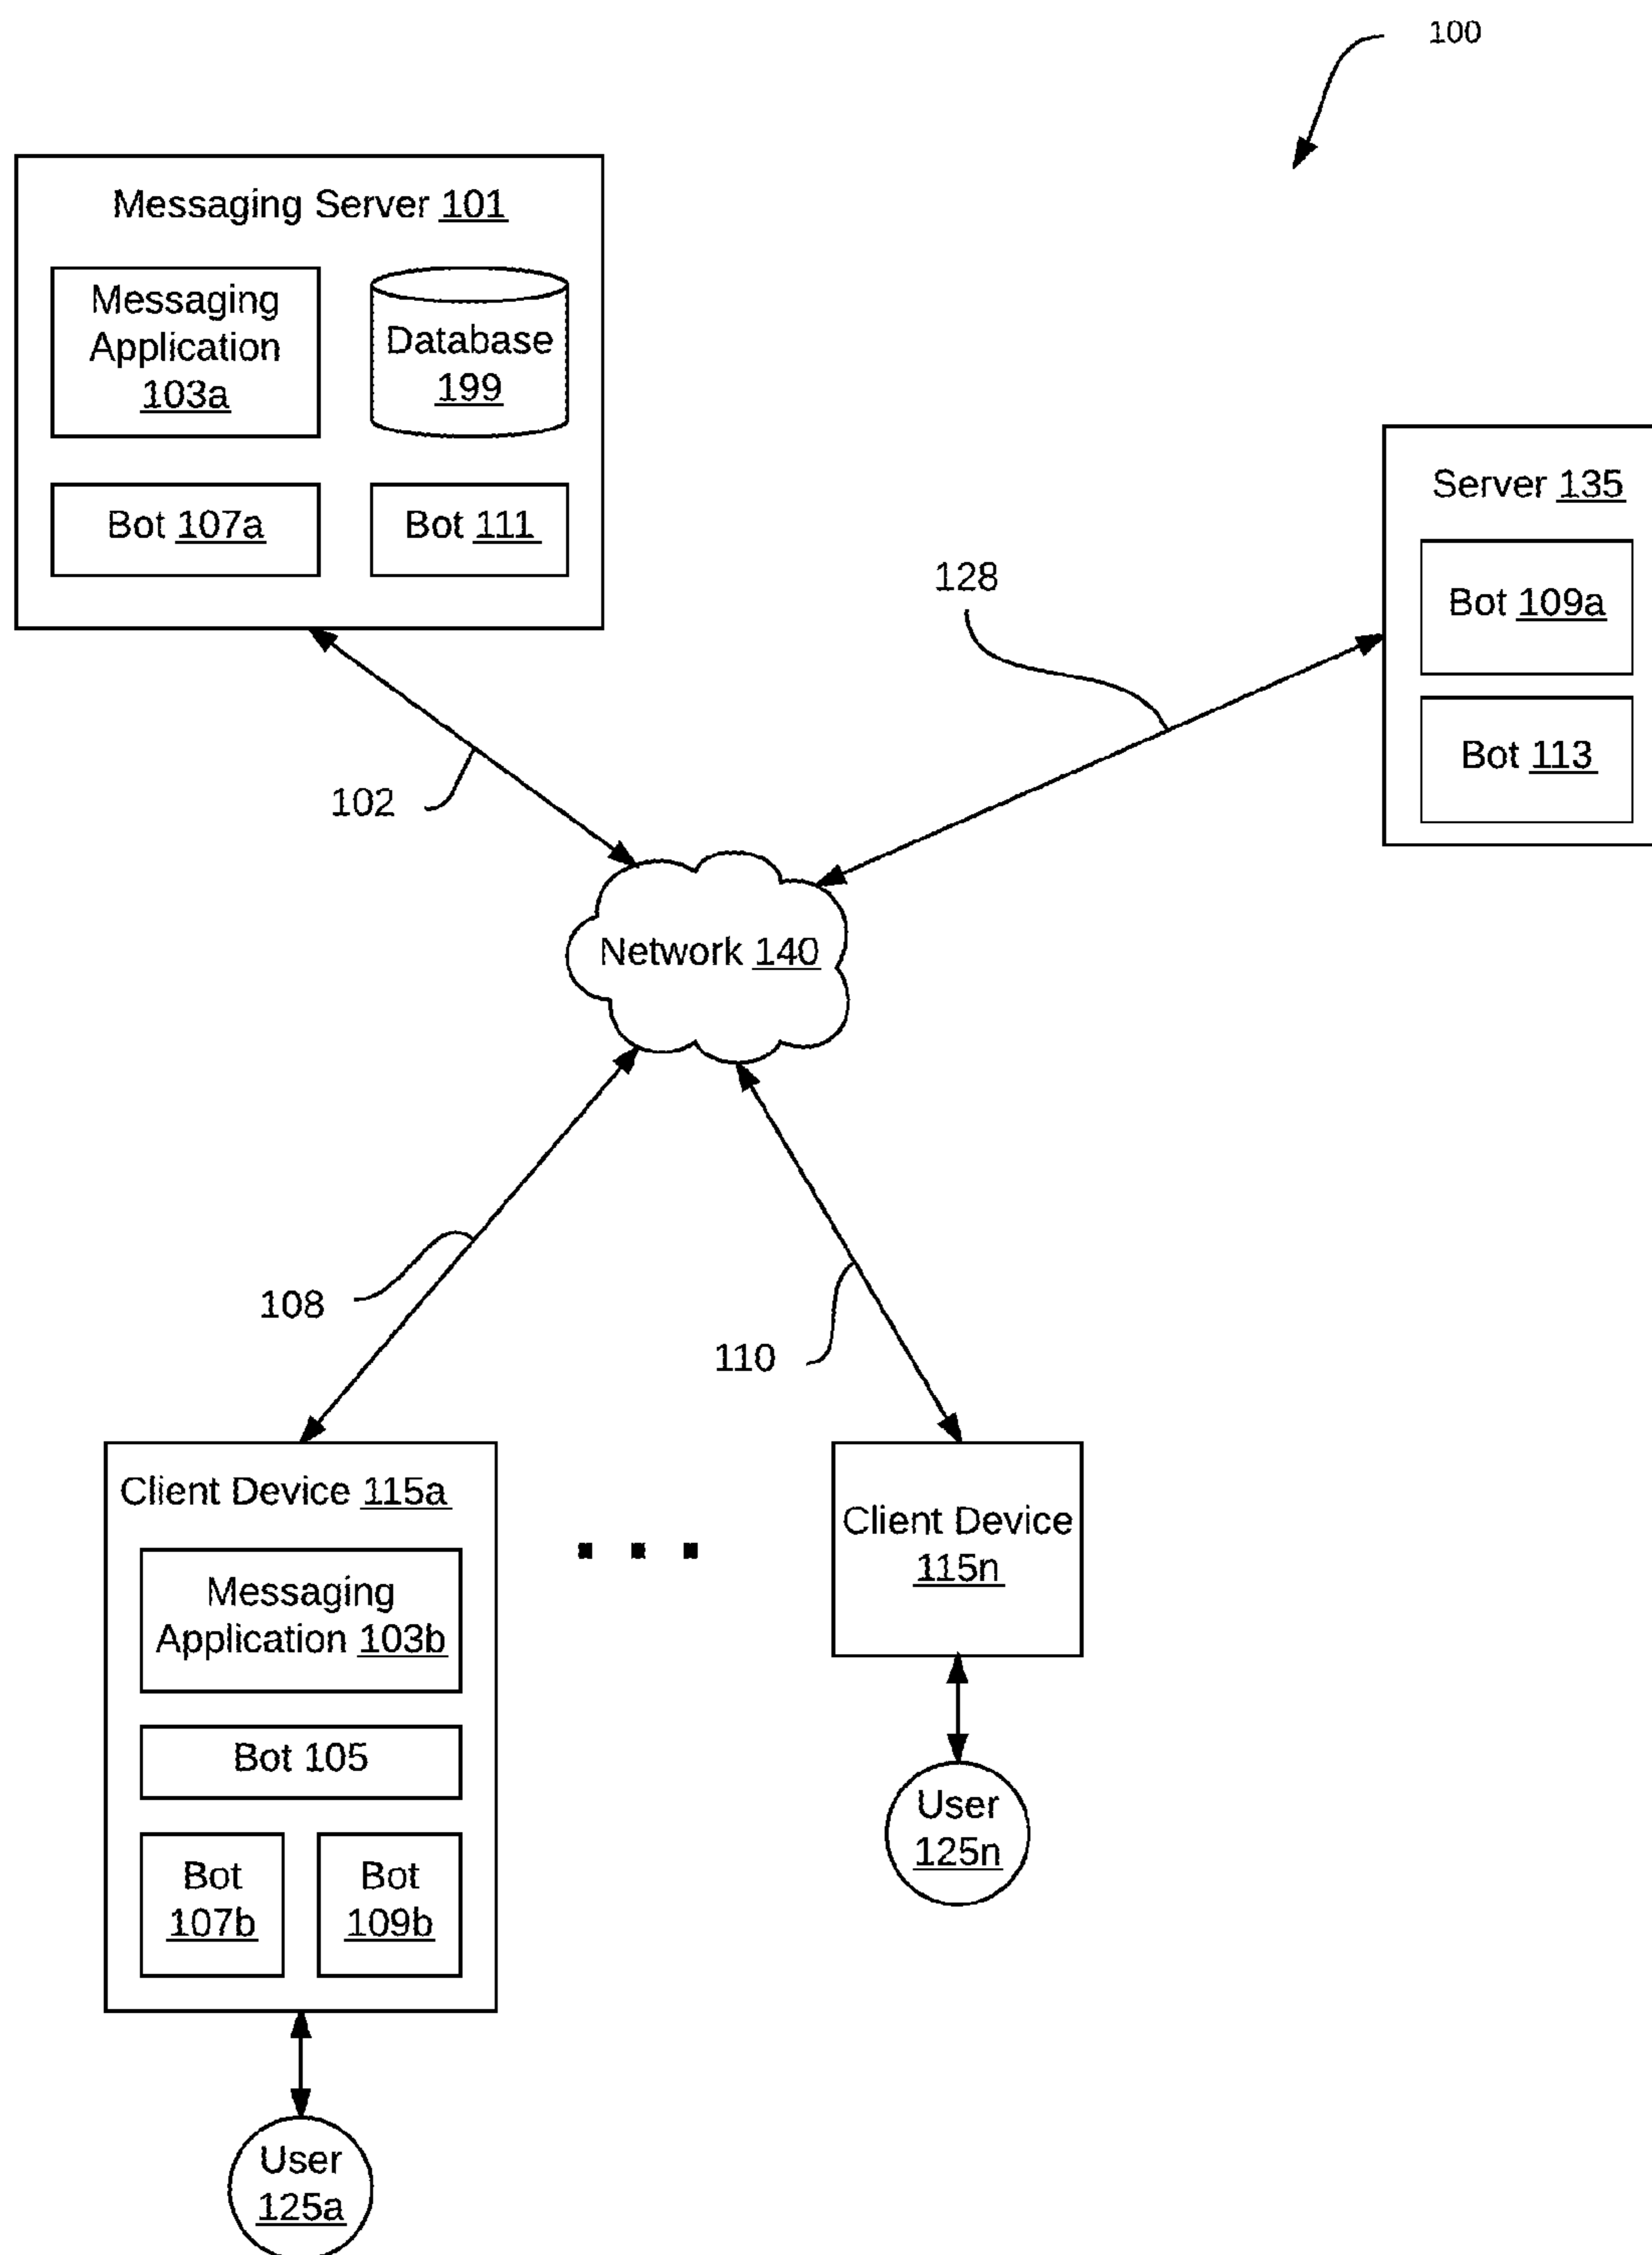 100
Messaging Server 101
Messaging
Application
103a
Database
199
Bot 107a
Bot 111
Server 135
Bot 109a
Bot 113
128
102
Network 140
108
110
Client Device 115a
Messaging
Application 103b
Bot 105
Bot
107b
Bot
109b
Client Device
115n
User
125n
User
125a